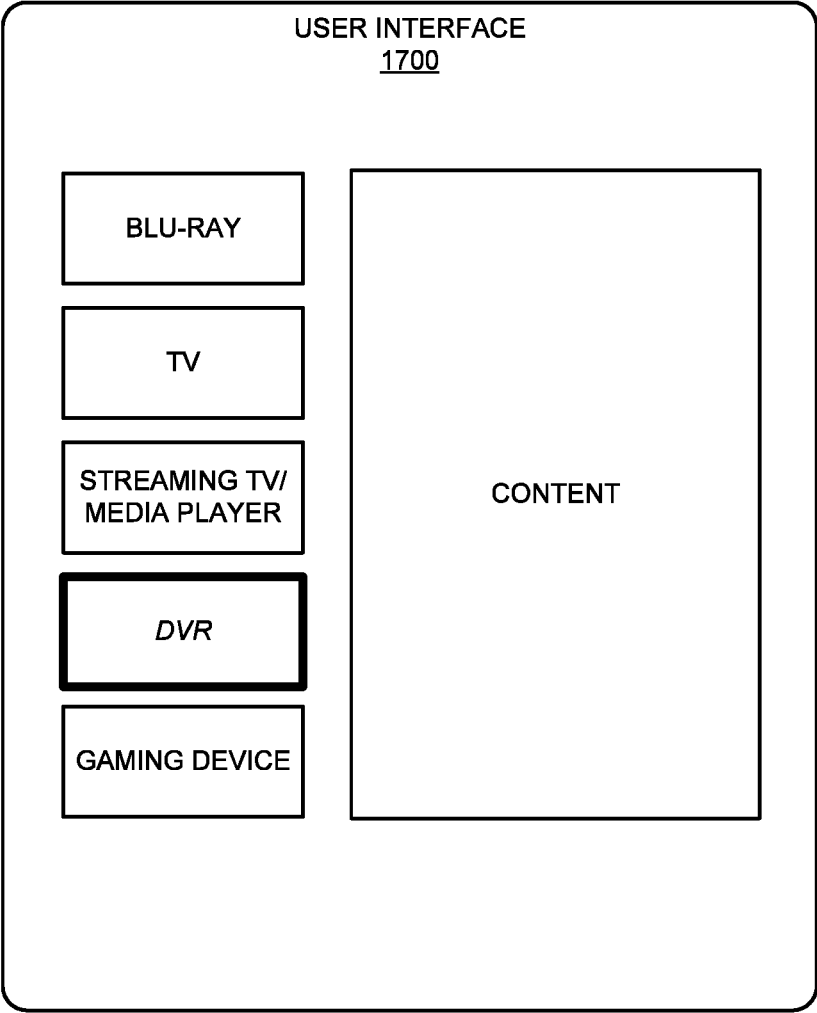 USER INTERFACE
1700
BLU-RAY
TV
STREAMING TV/
MEDIA PLAYER
DVR
GAMING DEVICE
CONTENT